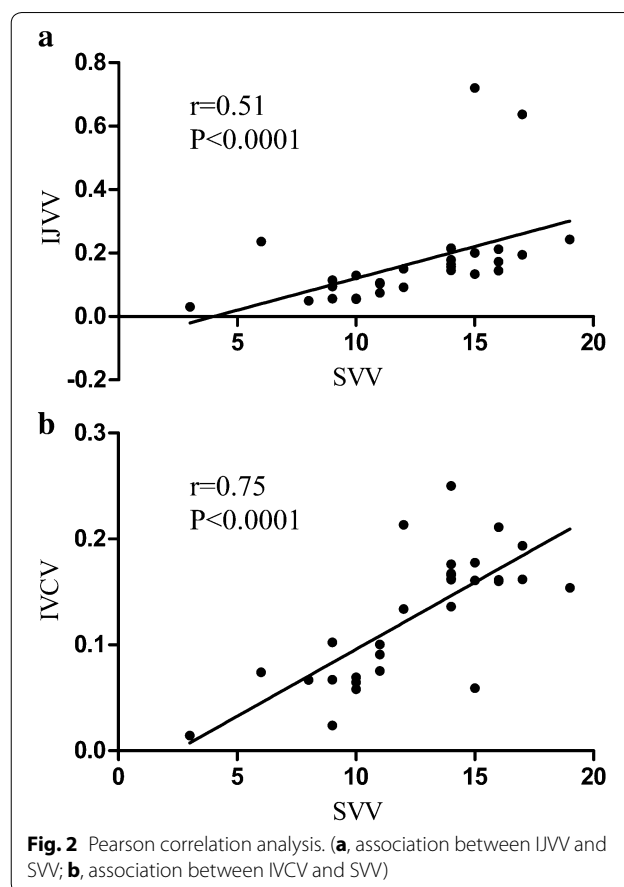 a
0.8
0.6
0.4
0.2
0.0
-0.2
IJVV
r=0.51
P<0.0001
5
10
15
20
SVV
b
0.3
0.2
0.1
0.0
IVCV
r=0.75
P<0.0001
0
5
10
15
20
SVV
Fig. 2 Pearson correlation analysis. (a, association between IJVV and
SVV; b, association between IVCV and SVV)